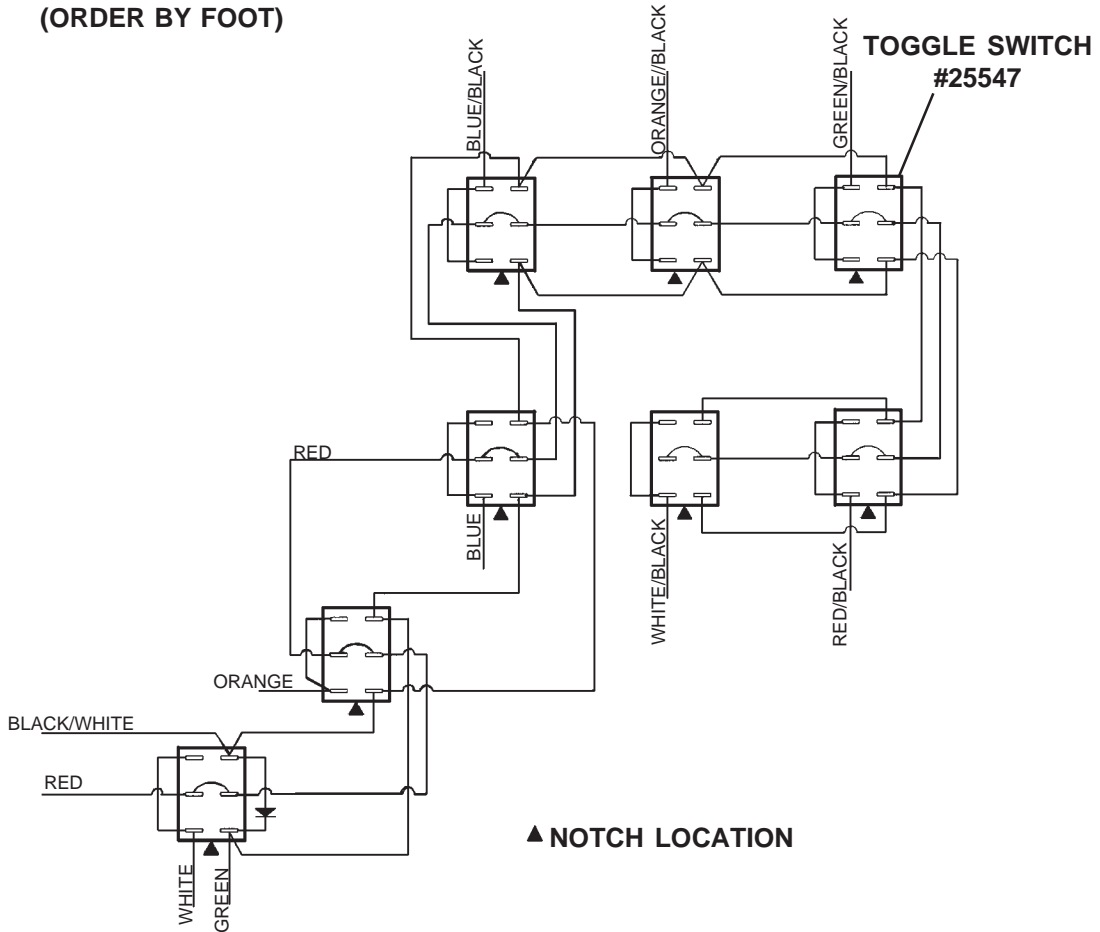 (ORDER BY FOOT)
BLUE/BLACK
ORANGE//BLACK
GREEN/BLACK
TOGGLE SWITCH
#25547
RED
BLUE
WHITE/BLACK
RED/BLACK
ORANGE
BLACK/WHITE
RED
NOTCH LOCATION
WHITE
GREEN